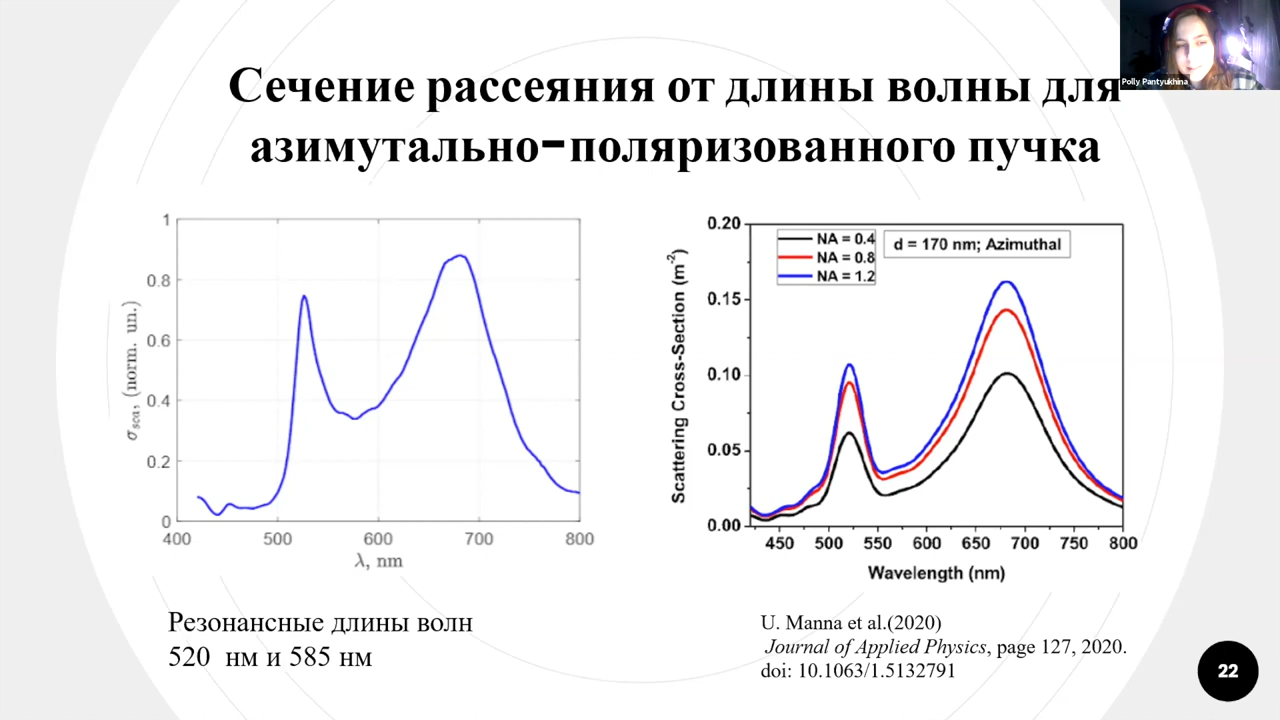 Polly Pantyukhina
Сечение рассеяния от длины волны для
азимутально-поляризованного пучка
1
0.8
0.6
0.4
0.2
0
400 500 600 700 800
σsca, (norm. un.)
λ, nm
0.20
0.15
0.10
0.05
0.00
450 500 550 600 650 700 750 800
Scattering Cross-Section (m⁻²)
Wavelength (nm)
NA = 0.4
NA = 0.8
NA = 1.2
d = 170 nm; Azimuthal
Резонансные длины волн
520 нм и 585 нм
U. Manna et al.(2020)
Journal of Applied Physics, page 127, 2020.
doi: 10.1063/1.5132791
22